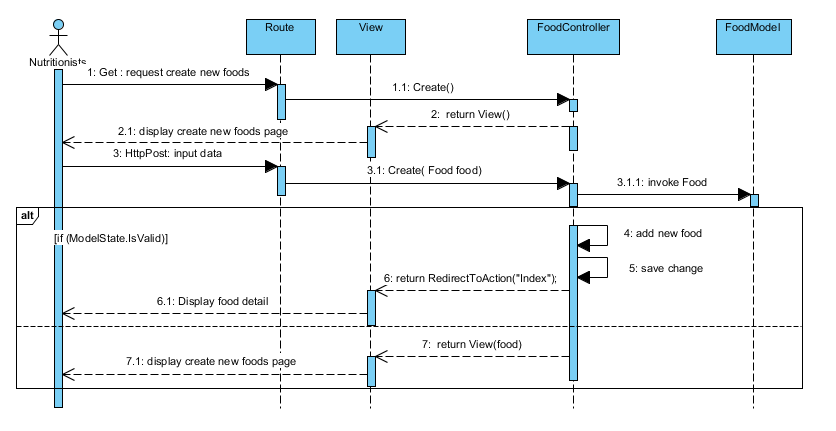 Route
View
FoodController
FoodModel
Nutritionists
1: Get : request create new foods
1.1: Create()
2: return View()
2.1: display create new foods page
3: HttpPost: input data
3.1: Create( Food food)
3.1.1: invoke Food
alt
[if (ModelState.IsValid)]
4: add new food
5: save change
6: return RedirectToAction("Index");
6.1: Display food detail
7: return View(food)
7.1: display create new foods page